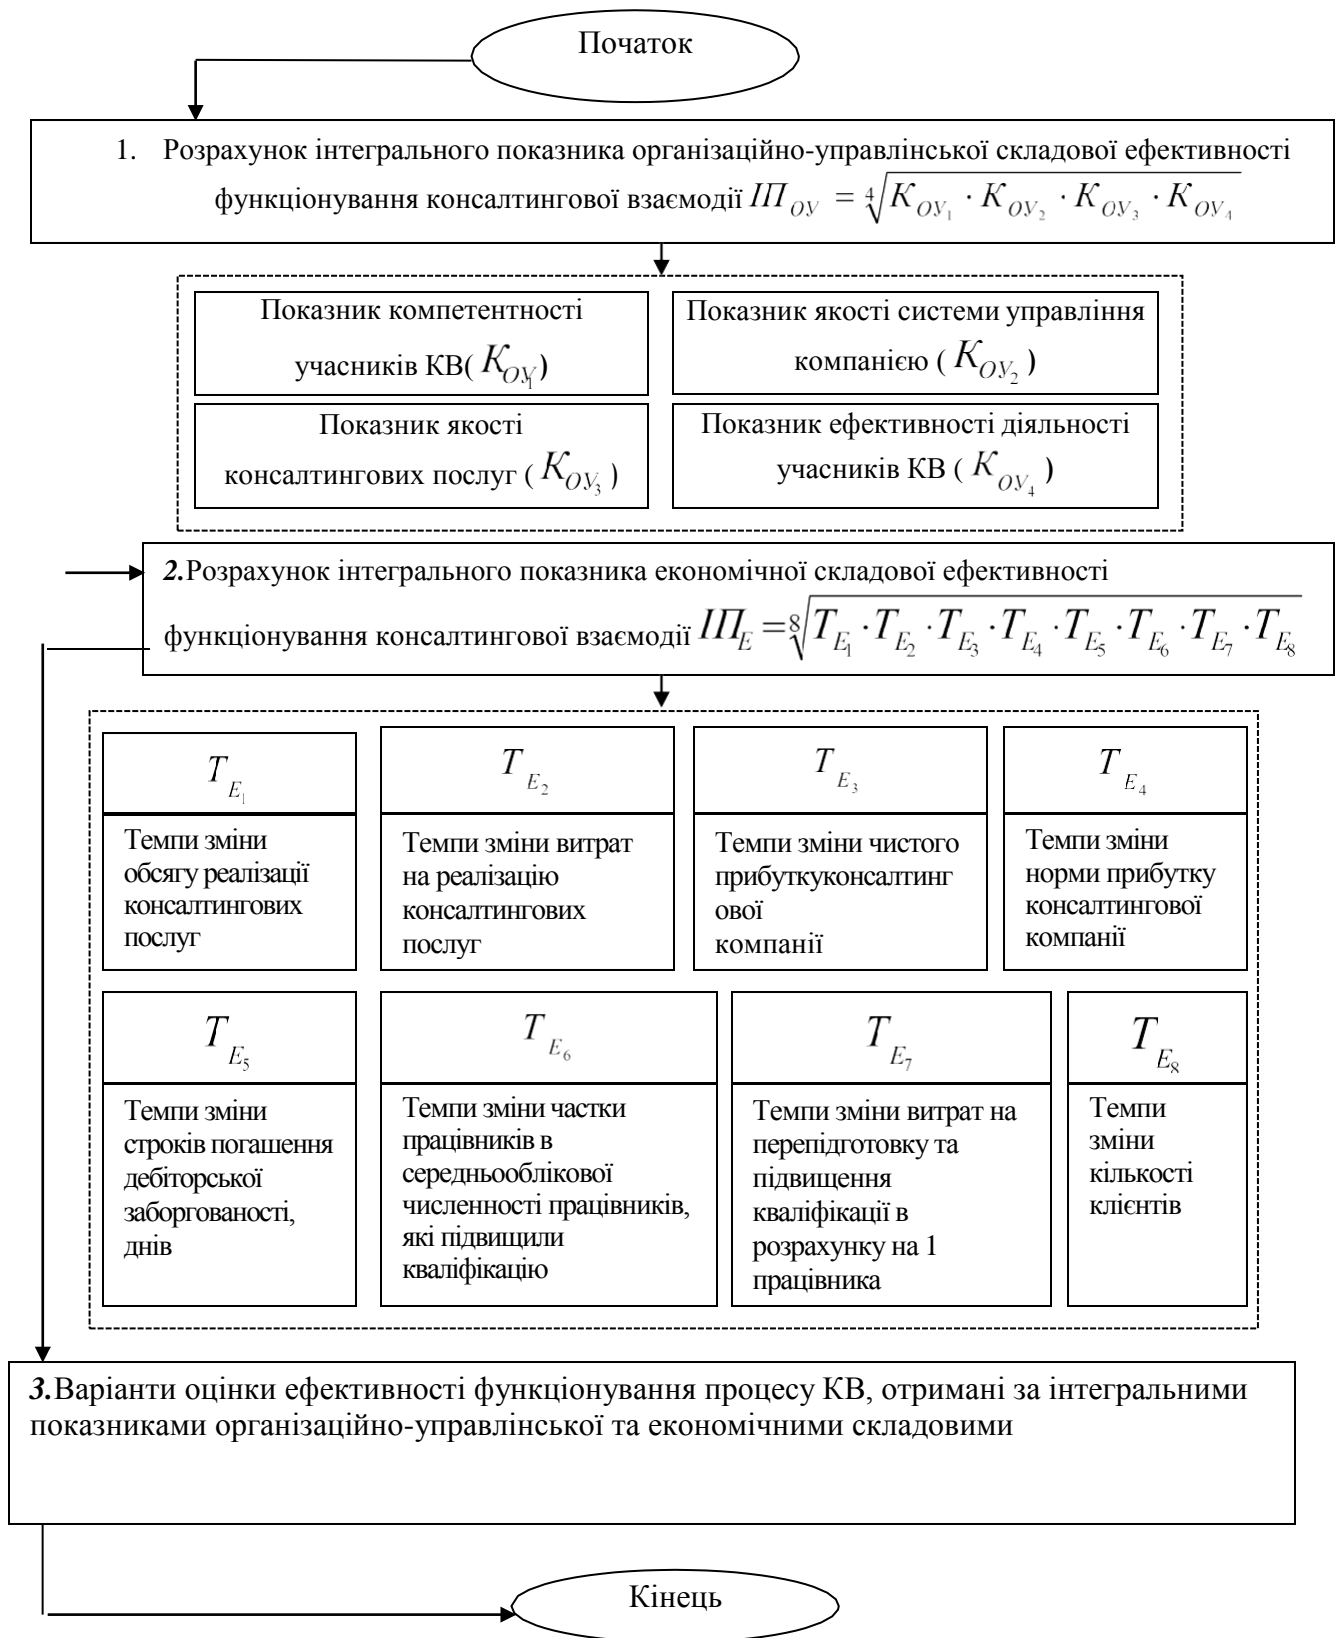 Початок
1. Розрахунок інтегрального показника організаційно-управлінської складової ефективності
функціонування консалтингової взаємодії ІП_ОУ = ∜(К_ОУ₁ · К_ОУ₂ · К_ОУ₃ · К_ОУ₄)
Показник компетентності
учасників КВ( К_ОУ₁)
Показник якості системи управління
компанією ( К_ОУ₂ )
Показник якості
консалтингових послуг ( К_ОУ₃ )
Показник ефективності діяльності
учасників КВ ( К_ОУ₄ )
2.Розрахунок інтегрального показника економічної складової ефективності
функціонування консалтингової взаємодії ІП_Е = ⁸√(Т_Е₁ · Т_Е₂ · Т_Е₃ · Т_Е₄ · Т_Е₅ · Т_Е₆ · Т_Е₇ · Т_Е₈)
Т_Е₁
Темпи зміни
обсягу реалізації
консалтингових
послуг
Т_Е₂
Темпи зміни витрат
на реалізацію
консалтингових
послуг
Т_Е₃
Темпи зміни чистого
прибуткуконсалтинг
ової
компанії
Т_Е₄
Темпи зміни
норми прибутку
консалтингової
компанії
Т_Е₅
Темпи зміни
строків погашення
дебіторської
заборгованості,
днів
Т_Е₆
Темпи зміни частки
працівників в
середньооблікової
численності працівників,
які підвищили
кваліфікацію
Т_Е₇
Темпи зміни витрат на
перепідготовку та
підвищення
кваліфікації в
розрахунку на 1
працівника
Т_Е₈
Темпи
зміни
кількості
клієнтів
3.Варіанти оцінки ефективності функціонування процесу КВ, отримані за інтегральними
показниками організаційно-управлінської та економічними складовими
Кінець